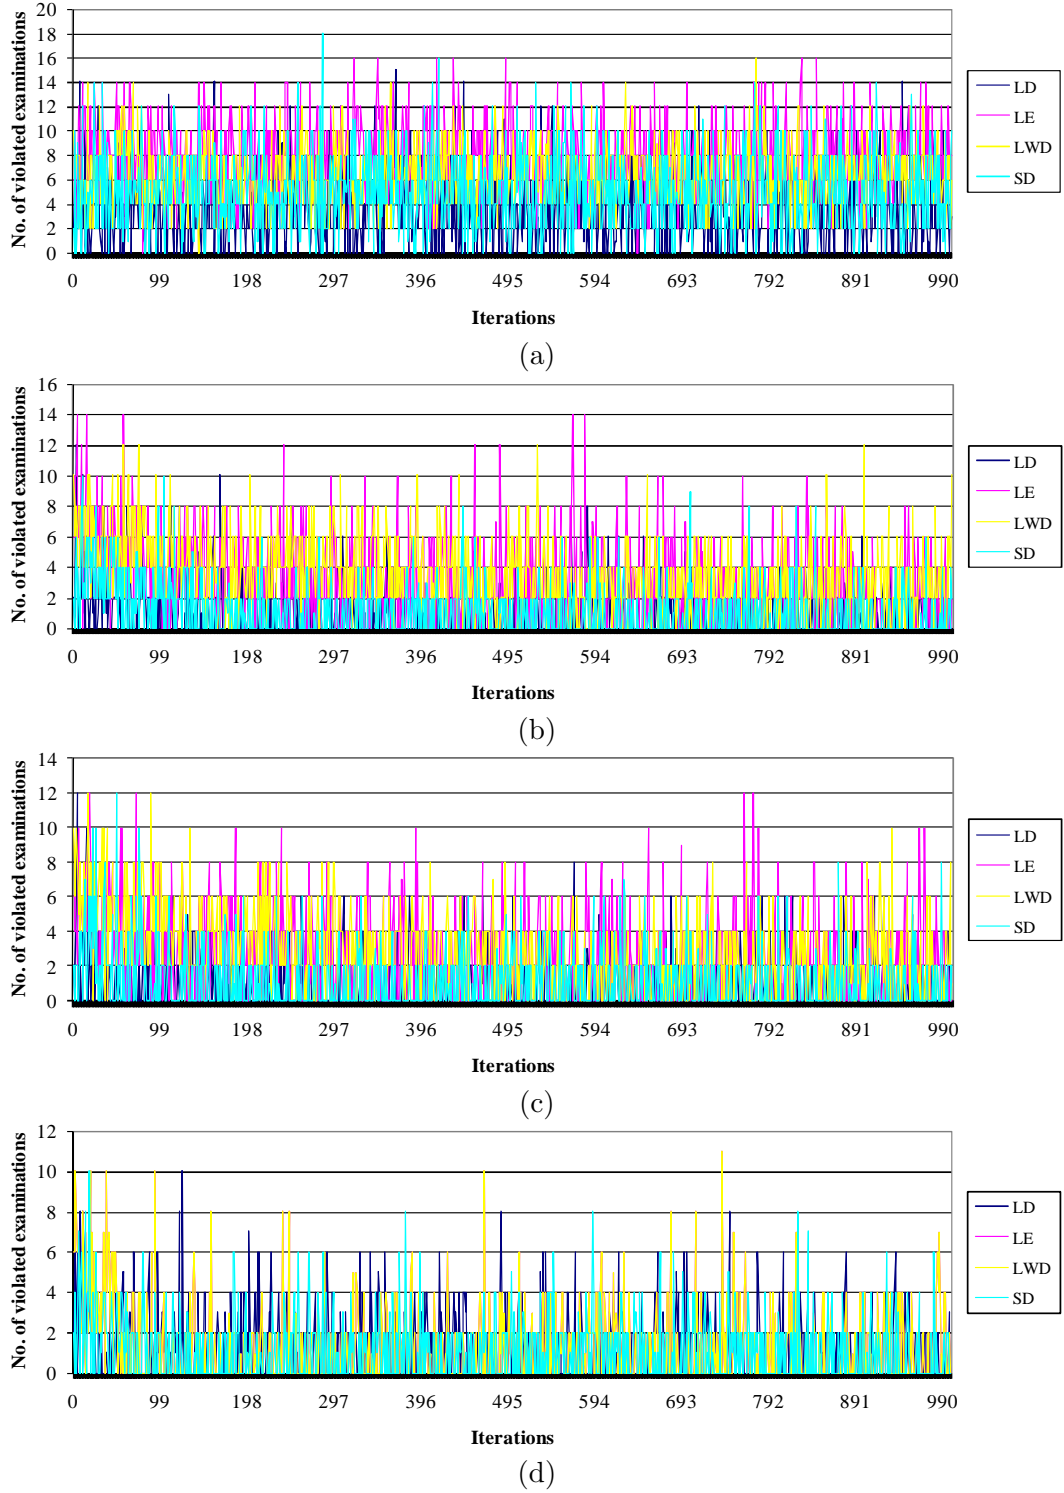 No. of violated examinations
20
18
16
14
12
10
8
6
4
2
0
0 99 198 297 396 495 594 693 792 891 990
Iterations
LD
LE
LWD
SD
(a)
No. of violated examinations
16
14
12
10
8
6
4
2
0
0 99 198 297 396 495 594 693 792 891 990
Iterations
LD
LE
LWD
SD
(b)
No. of violated examinations
14
12
10
8
6
4
2
0
0 99 198 297 396 495 594 693 792 891 990
Iterations
LD
LE
LWD
SD
(c)
No. of violated examinations
12
10
8
6
4
2
0
0 99 198 297 396 495 594 693 792 891 990
Iterations
LD
LE
LWD
SD
(d)